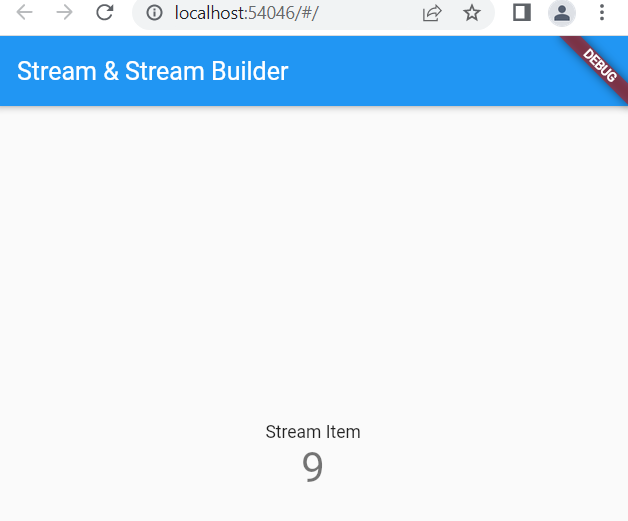 localhost:54046/#/
Stream & Stream Builder
DEBUG
Stream Item
9